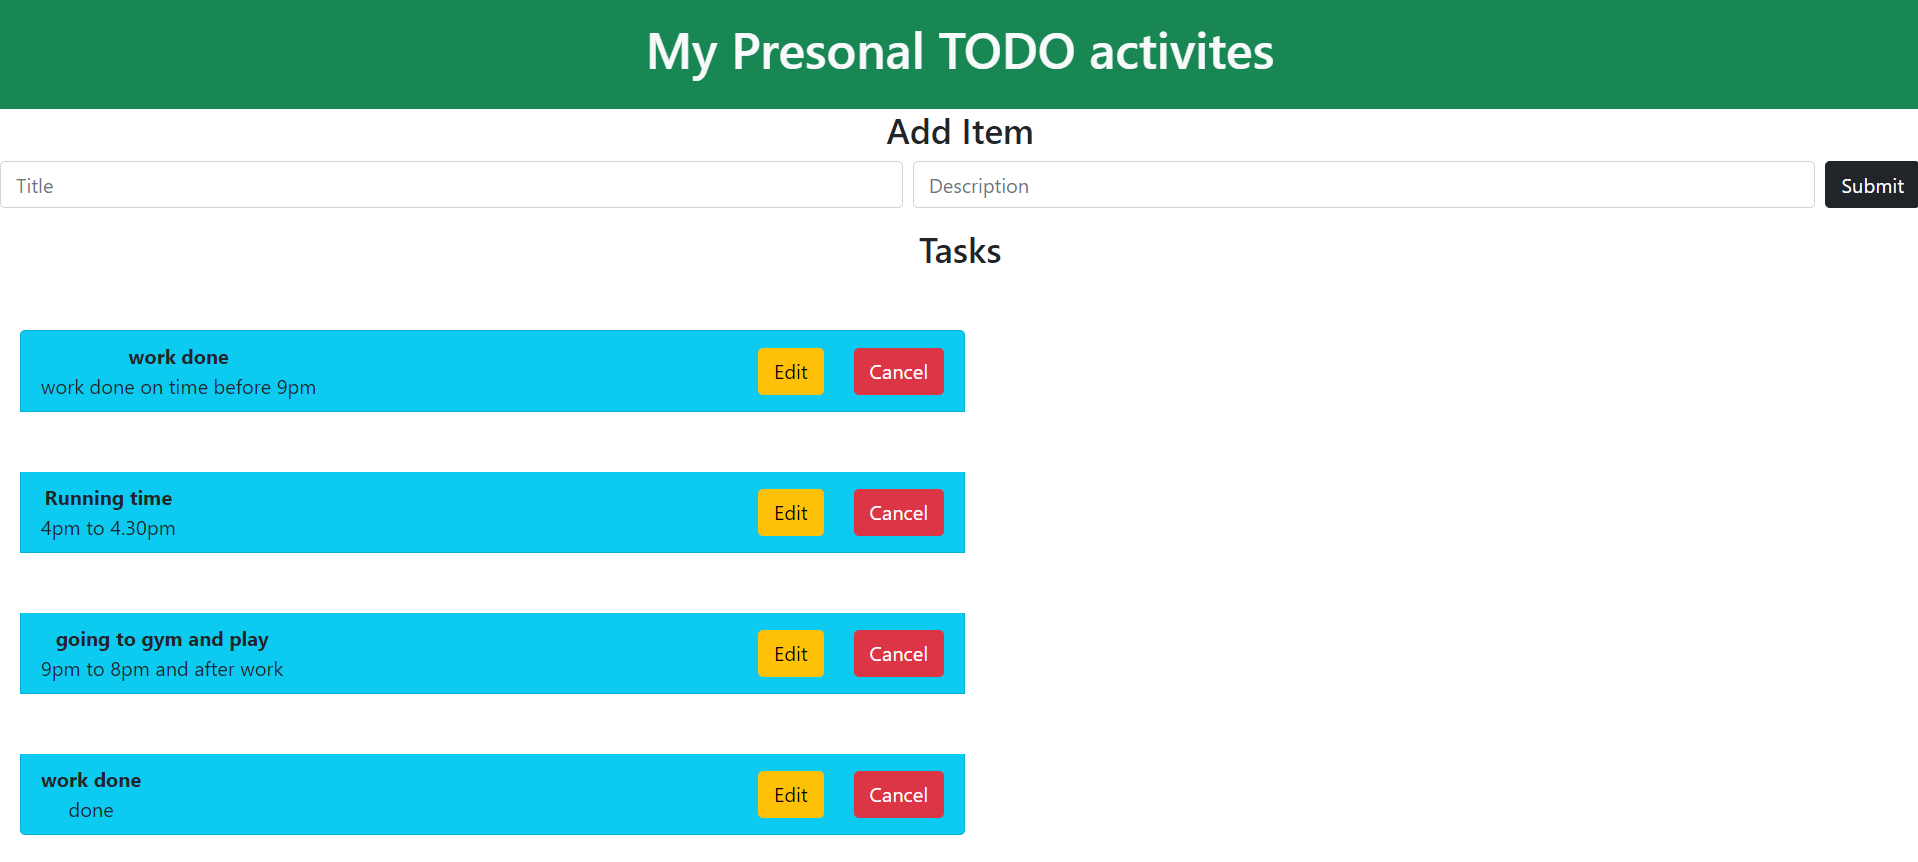 My Presonal TODO activites
Add Item
Title Description Submit
Tasks
work done
work done on time before 9pm
Edit Cancel
Running time
4pm to 4.30pm
Edit Cancel
going to gym and play
9pm to 8pm and after work
Edit Cancel
work done
done
Edit Cancel